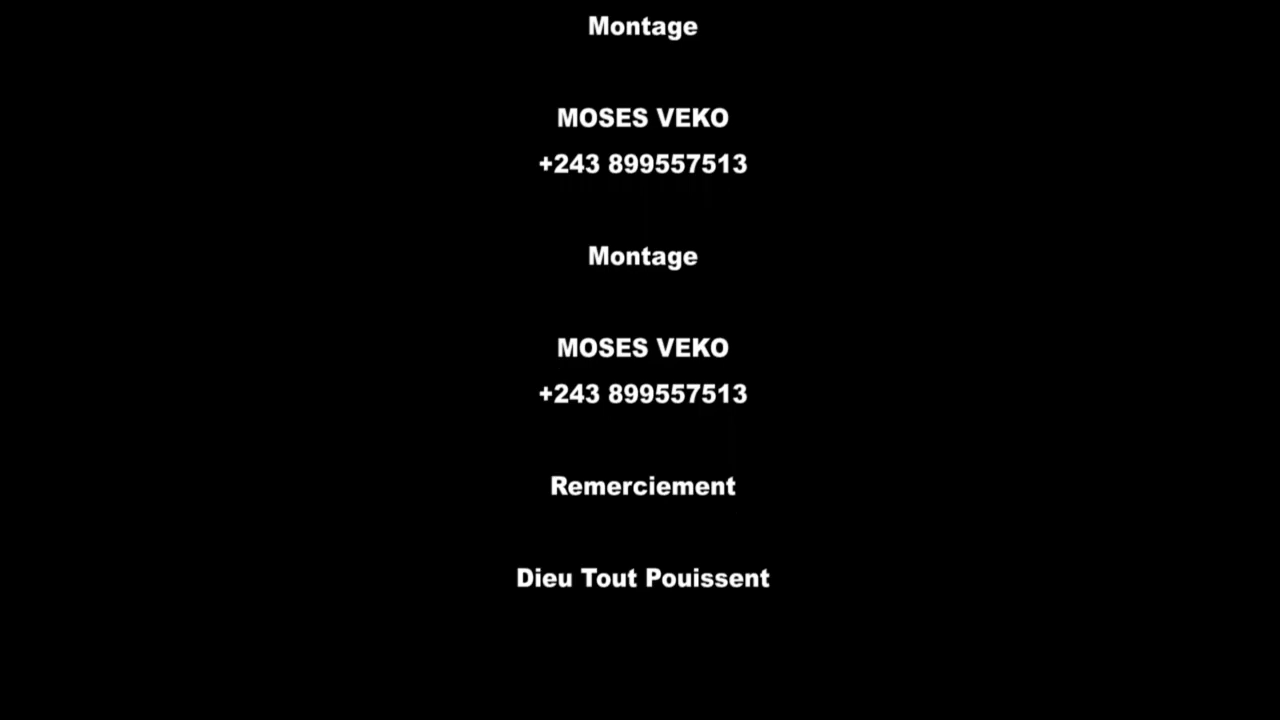 Montage
MOSES VEKO
+243 899557513
Montage
MOSES VEKO
+243 899557513
Remerciement
Dieu Tout Pouissent